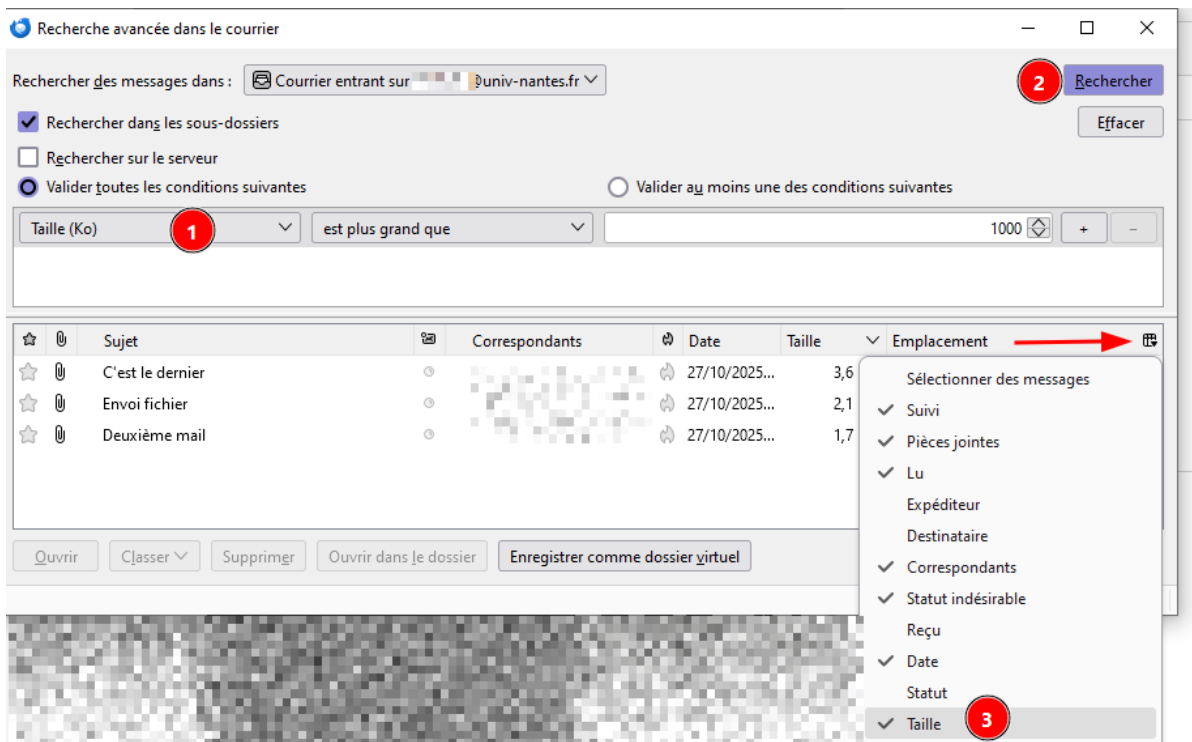 Recherche avancée dans le courrier
Rechercher des messages dans : Courrier entrant sur @univ-nantes.fr 2 Rechercher
Rechercher dans les sous-dossiers Effacer
Rechercher sur le serveur
Valider toutes les conditions suivantes Valider au moins une des conditions suivantes
Taille (Ko) 1 est plus grand que 1000 + −
Sujet Correspondants Date Taille Emplacement
C'est le dernier 27/10/2025... 3,6
Envoi fichier 27/10/2025... 2,1
Deuxième mail 27/10/2025... 1,7
Sélectionner des messages
Suivi
Pièces jointes
Lu
Expéditeur
Destinataire
Correspondants
Statut indésirable
Reçu
Date
Statut
Taille 3
Ouvrir Classer Supprimer Ouvrir dans le dossier Enregistrer comme dossier virtuel